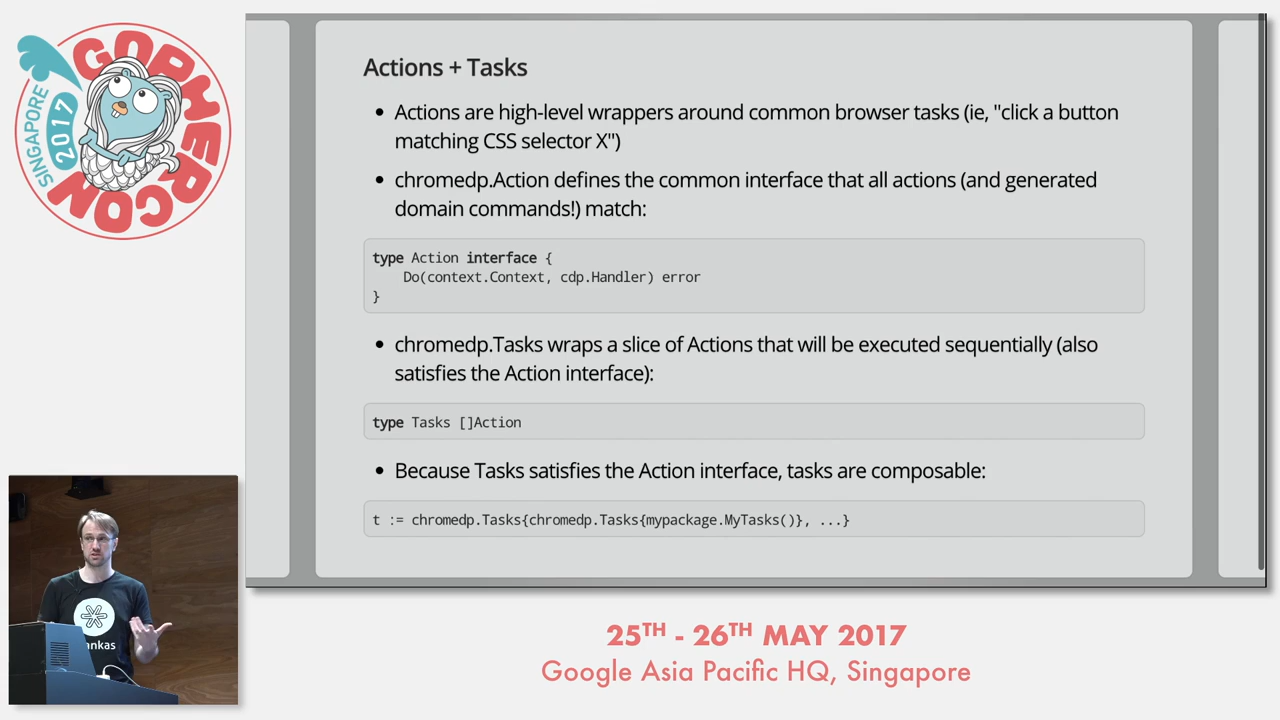 GOPHERCON
SINGAPORE
2017
Actions + Tasks
• Actions are high-level wrappers around common browser tasks (ie, "click a button
matching CSS selector X")
• chromedp.Action defines the common interface that all actions (and generated
domain commands!) match:
type Action interface {
Do(context.Context, cdp.Handler) error
}
• chromedp.Tasks wraps a slice of Actions that will be executed sequentially (also
satisfies the Action interface):
type Tasks []Action
• Because Tasks satisfies the Action interface, tasks are composable:
t := chromedp.Tasks{chromedp.Tasks{mypackage.MyTasks()}, ...}
ankas
25TH - 26TH MAY 2017
Google Asia Pacific HQ, Singapore